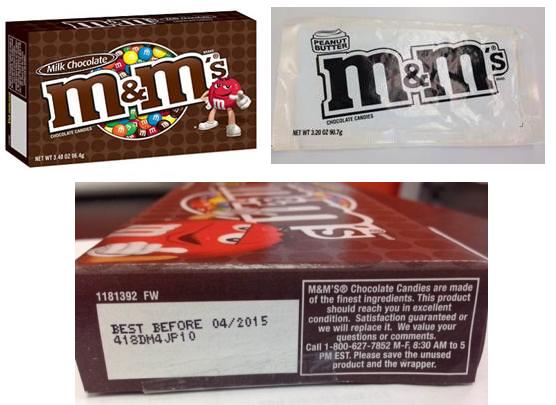 Milk Chocolate
m&m's
BRAND
CHOCOLATE CANDIES
NET WT 3.40 OZ 96.4g
PEANUT
BUTTER
m&m's
BRAND
CHOCOLATE CANDIES
NET WT 3.20 OZ 90.7g
m's
1181392 FW
BEST BEFORE 04/2015
418DM4JP10
M&M'S® Chocolate Candies are made
of the finest ingredients. This product
should reach you in excellent
condition. Satisfaction guaranteed or
we will replace it. We value your
questions or comments.
Call 1-800-627-7852 M-F, 8:30 AM to 5
PM EST. Please save the unused
product and the wrapper.